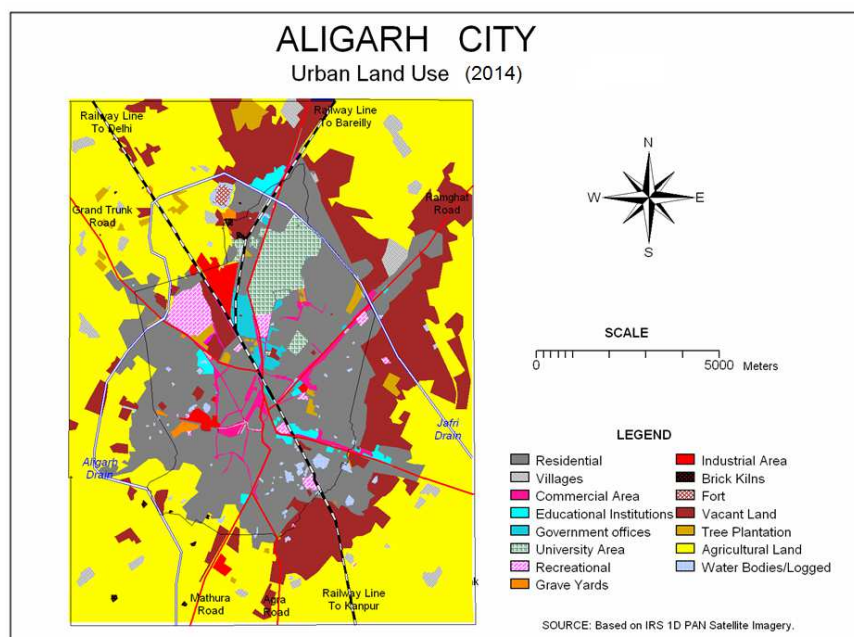 ALIGARH CITY
Urban Land Use (2014)
Railway Line
To Delhi
Railway Line
To Bareilly
Grand Trunk
Road
Ramghat
Road
N
W
E
S
SCALE
0
5000
Meters
Jafri
Drain
Aligarh
Drain
LEGEND
Residential
Villages
Commercial Area
Educational Institutions
Government offices
University Area
Recreational
Grave Yards
Industrial Area
Brick Kilns
Fort
Vacant Land
Tree Plantation
Agricultural Land
Water Bodies/Logged
Mathura
Road
Agra
Road
Railway Line
To Kanpur
SOURCE: Based on IRS 1D PAN Satellite Imagery.